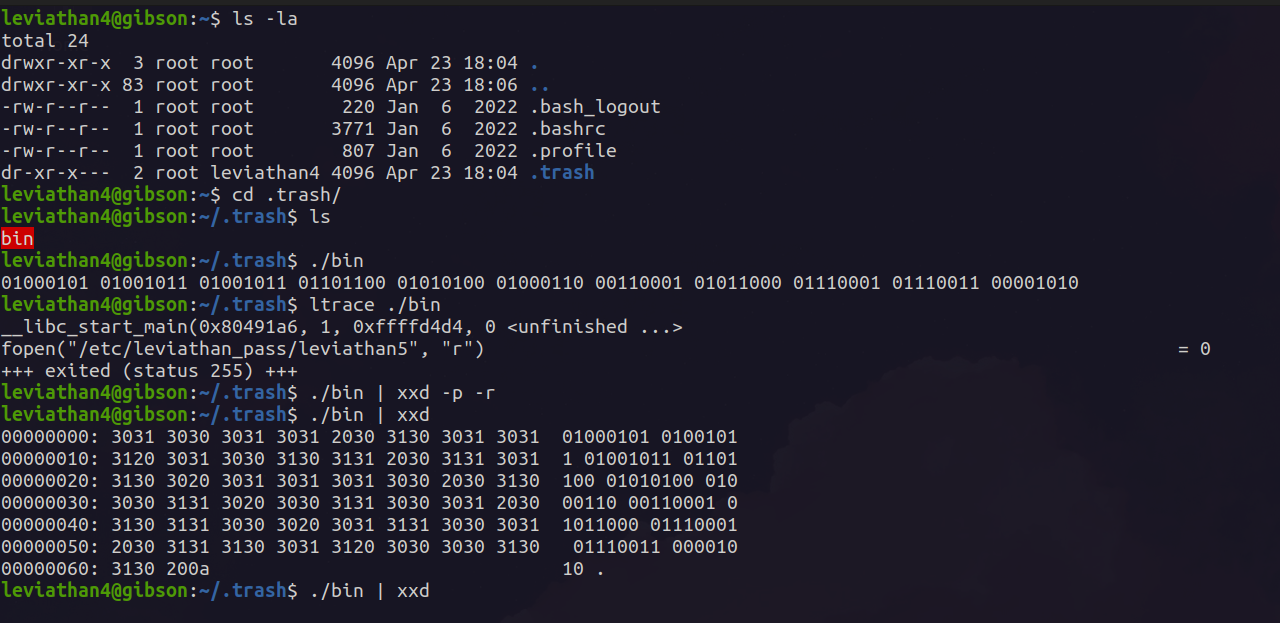 leviathan4@gibson:~$ ls -la
total 24
drwxr-xr-x  3 root root       4096 Apr 23 18:04 .
drwxr-xr-x 83 root root       4096 Apr 23 18:06 ..
-rw-r--r--  1 root root        220 Jan  6  2022 .bash_logout
-rw-r--r--  1 root root       3771 Jan  6  2022 .bashrc
-rw-r--r--  1 root root        807 Jan  6  2022 .profile
dr-xr-x---  2 root leviathan4 4096 Apr 23 18:04 .trash
leviathan4@gibson:~$ cd .trash/
leviathan4@gibson:~/.trash$ ls
bin
leviathan4@gibson:~/.trash$ ./bin
01000101 01001011 01001011 01101100 01010100 01000110 00110001 01011000 01110001 01110011 00001010
leviathan4@gibson:~/.trash$ ltrace ./bin
__libc_start_main(0x80491a6, 1, 0xffffd4d4, 0 <unfinished ...>
fopen("/etc/leviathan_pass/leviathan5", "r")                                                               = 0
+++ exited (status 255) +++
leviathan4@gibson:~/.trash$ ./bin | xxd -p -r
leviathan4@gibson:~/.trash$ ./bin | xxd
00000000: 3031 3030 3031 3031 2030 3130 3031 3031  01000101 0100101
00000010: 3120 3031 3030 3130 3131 2030 3131 3031  1 01001011 01101
00000020: 3130 3020 3031 3031 3031 3030 2030 3130  100 01010100 010
00000030: 3030 3131 3020 3030 3131 3030 3031 2030  00110 00110001 0
00000040: 3130 3131 3030 3020 3031 3131 3030 3031  1011000 01110001
00000050: 2030 3131 3130 3031 3120 3030 3030 3130   01110011 000010
00000060: 3130 200a                                10 .
leviathan4@gibson:~/.trash$ ./bin | xxd